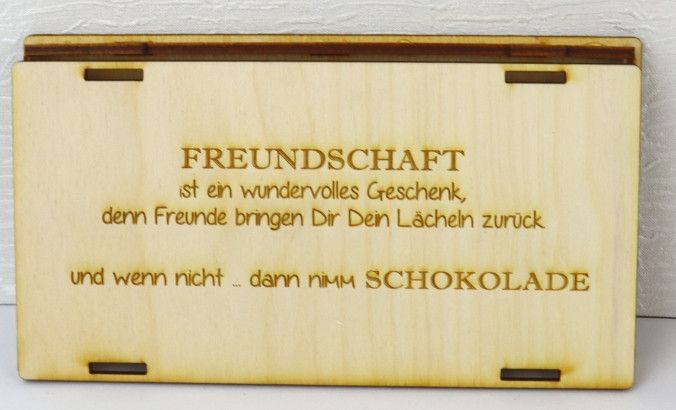 FREUNDSCHAFT
ist ein wundervolles Geschenk,
denn Freunde bringen Dir Dein Lächeln zurück
und wenn nicht ... dann nimm SCHOKOLADE